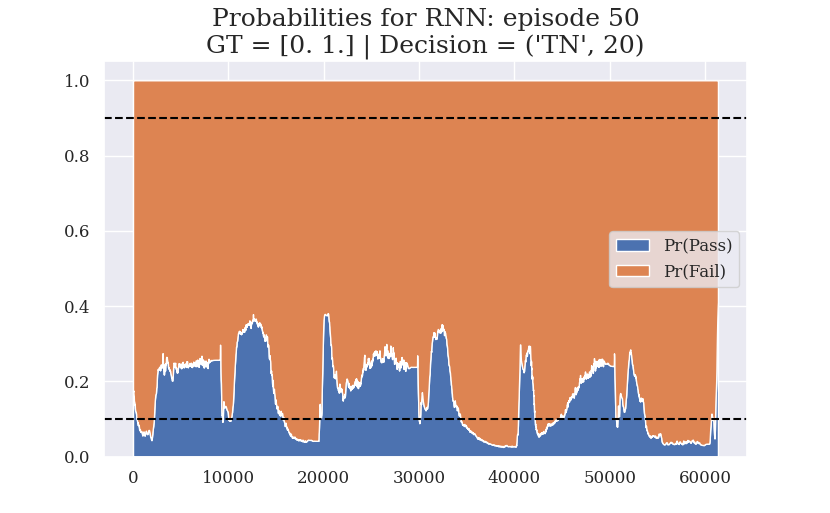 Probabilities for RNN: episode 50
GT = [0. 1.] | Decision = ('TN', 20)
1.0
0.8
0.6
0.4
0.2
0.0
Pr(Pass)
Pr(Fail)
0 10000 20000 30000 40000 50000 60000